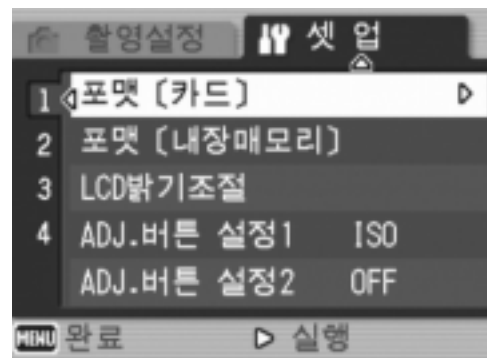 촬영설정 셋 업
1 포맷 [카드]
2 포맷 [내장매모리]
3 LCD밝기조절
4 ADJ.버튼 설정1 ISO
ADJ.버튼 설정2 OFF
MENU 완료 실행